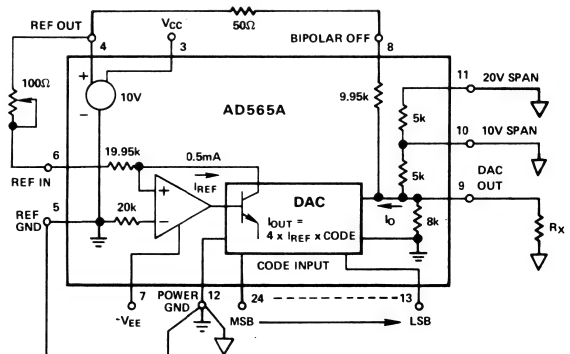 50Ω
REF OUT
VCC
BIPOLAR OFF
4
3
8
100Ω
+
10V
-
AD565A
9.95k
11
20V SPAN
5k
10
10V SPAN
5k
6
19.95k
0.5mA
IREF
REF IN
9
DAC OUT
REF GND
5
20k
+
-
DAC
IOUT =
4 x IREF x CODE
IO
8k
RX
CODE INPUT
7
-VEE
POWER GND
12
24
MSB
13
LSB